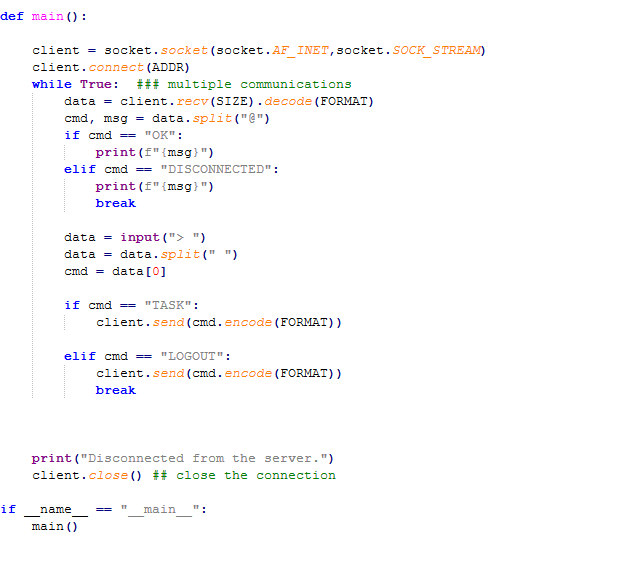 def main():
    client = socket.socket(socket.AF_INET,socket.SOCK_STREAM)
    client.connect(ADDR)
    while True:  ### multiple communications
        data = client.recv(SIZE).decode(FORMAT)
        cmd, msg = data.split("@")
        if cmd == "OK":
            print(f"{msg}")
        elif cmd == "DISCONNECTED":
            print(f"{msg}")
            break
        data = input("> ")
        data = data.split(" ")
        cmd = data[0]
        if cmd == "TASK":
            client.send(cmd.encode(FORMAT))
        elif cmd == "LOGOUT":
            client.send(cmd.encode(FORMAT))
            break
    print("Disconnected from the server.")
    client.close() ## close the connection
if __name__ == "__main__":
    main()